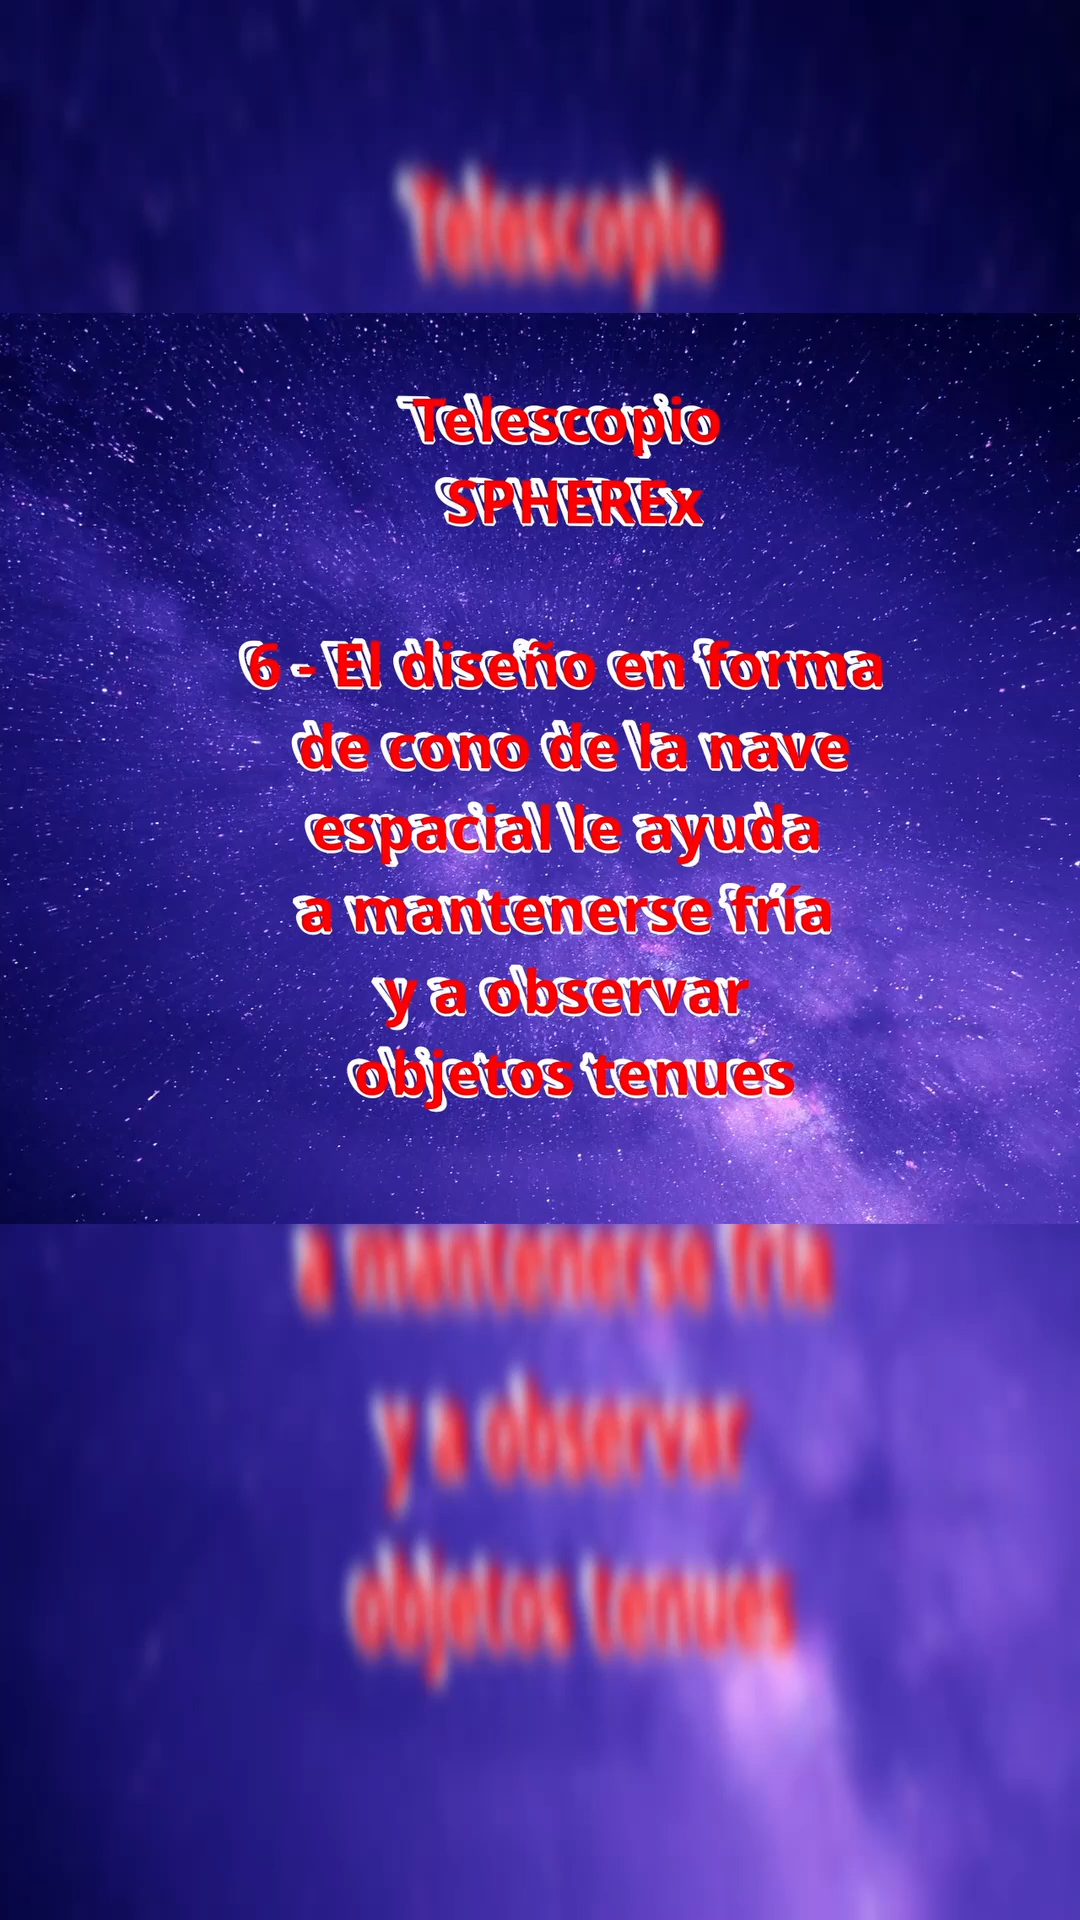 Telescopio
Telescopio
SPHEREx
6 - El diseño en forma
de cono de la nave
espacial le ayuda
a mantenerse fría
y a observar
objetos tenues
a mantenerse fría
y a observar
objetos tenues